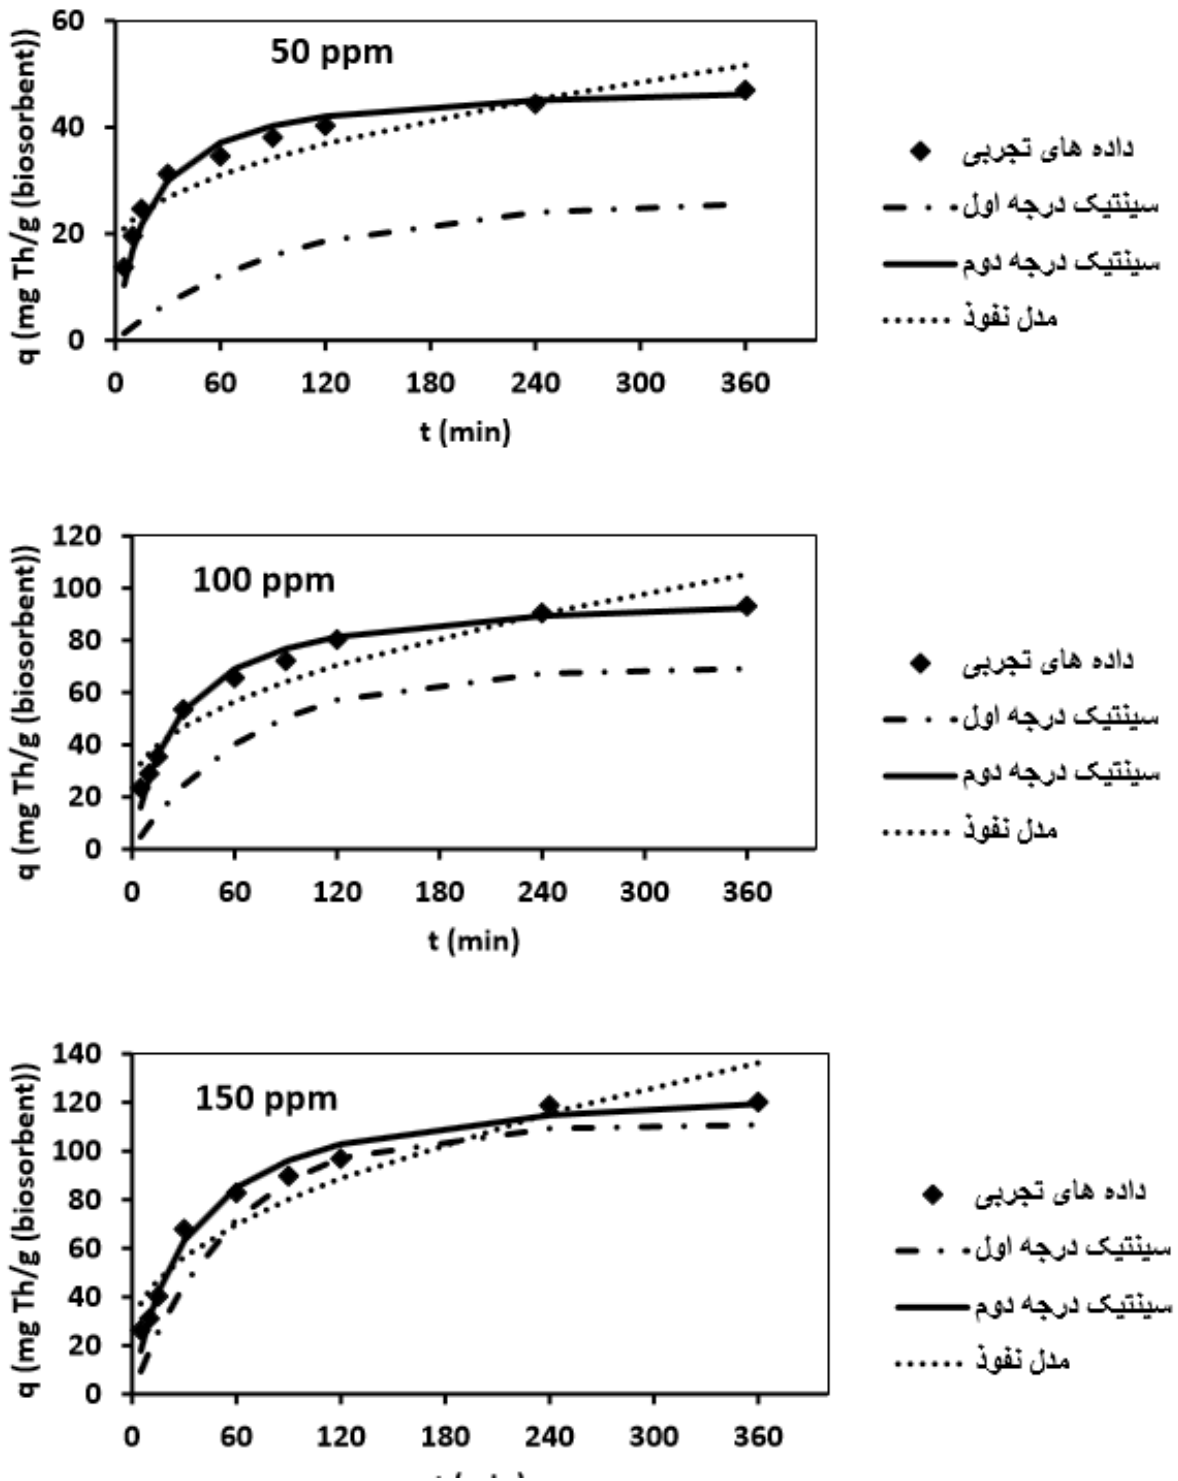 50 ppm
q (mg Th/g (biosorbent))
60
40
20
0
0 60 120 180 240 300 360
t (min)
داده های تجربی
سینتیک درجه اول
سینتیک درجه دوم
مدل نفوذ
100 ppm
q (mg Th/g (biosorbent))
120
100
80
60
40
20
0
0 60 120 180 240 300 360
t (min)
داده های تجربی
سینتیک درجه اول
سینتیک درجه دوم
مدل نفوذ
150 ppm
q (mg Th/g (biosorbent))
140
120
100
80
60
40
20
0
0 60 120 180 240 300 360
داده های تجربی
سینتیک درجه اول
سینتیک درجه دوم
مدل نفوذ